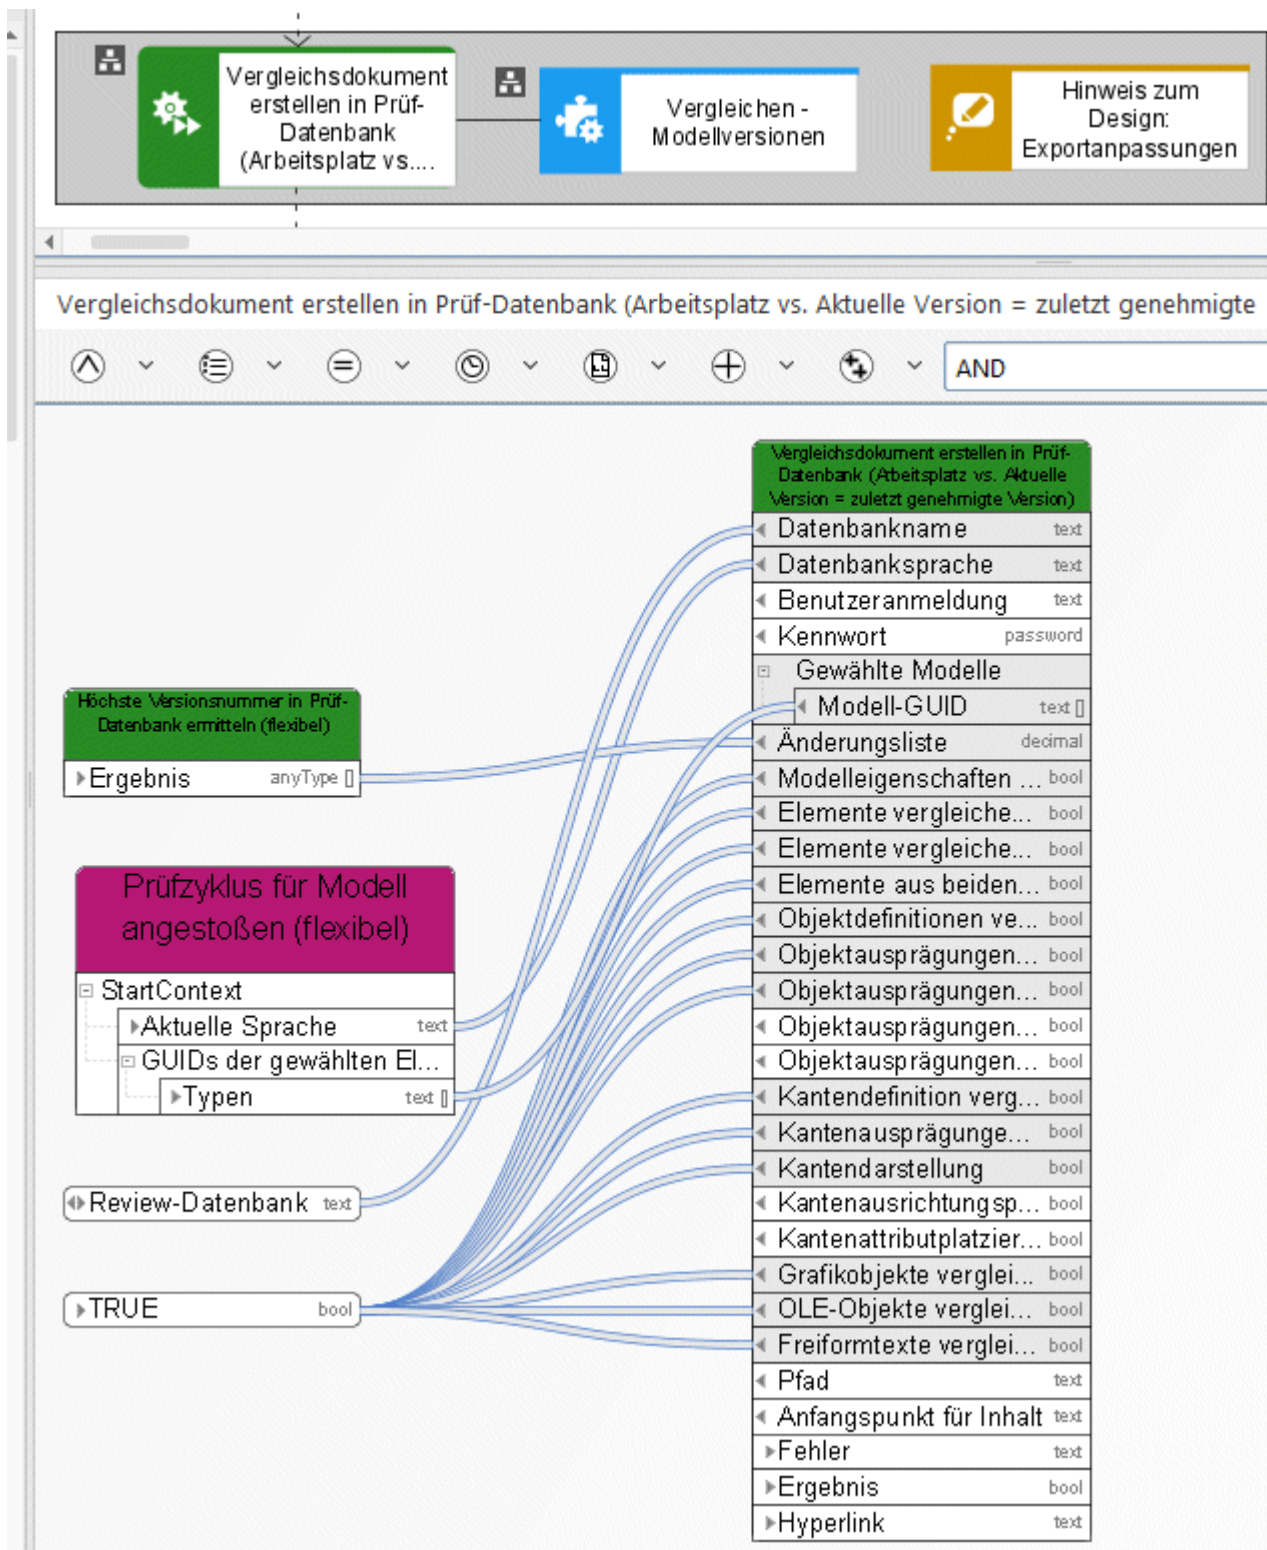 Vergleichsdokument
erstellen in Prüf-
Datenbank
(Arbeitsplatz vs....
Vergleichen -
Modellversionen
Hinweis zum
Design:
Exportanpassungen
Vergleichsdokument erstellen in Prüf-Datenbank (Arbeitsplatz vs. Aktuelle Version = zuletzt genehmigte
AND
Vergleichsdokument erstellen in Prüf-
Datenbank (Arbeitsplatz vs. Aktuelle
Version = zuletzt genehmigte Version)
Datenbankname text
Datenbanksprache text
Benutzeranmeldung text
Kennwort password
Gewählte Modelle
Modell-GUID text []
Änderungsliste decimal
Modelleigenschaften ... bool
Elemente vergleiche... bool
Elemente vergleiche... bool
Elemente aus beiden... bool
Objektdefinitionen ve... bool
Objektausprägungen... bool
Objektausprägungen... bool
Objektausprägungen... bool
Objektausprägungen... bool
Kantendefinition verg... bool
Kantenausprägunge... bool
Kantendarstellung bool
Kantenausrichtungsp... bool
Kantenattributplatzier... bool
Grafikobjekte verglei... bool
OLE-Objekte verglei... bool
Freiformtexte verglei... bool
Pfad text
Anfangspunkt für Inhalt text
Fehler text
Ergebnis bool
Hyperlink text
Höchste Versionsnummer in Prüf-
Datenbank ermitteln (flexibel)
Ergebnis anyType []
Prüfzyklus für Modell
angestoßen (flexibel)
StartContext
Aktuelle Sprache text
GUIDs der gewählten El...
Typen text []
Review-Datenbank text
TRUE bool